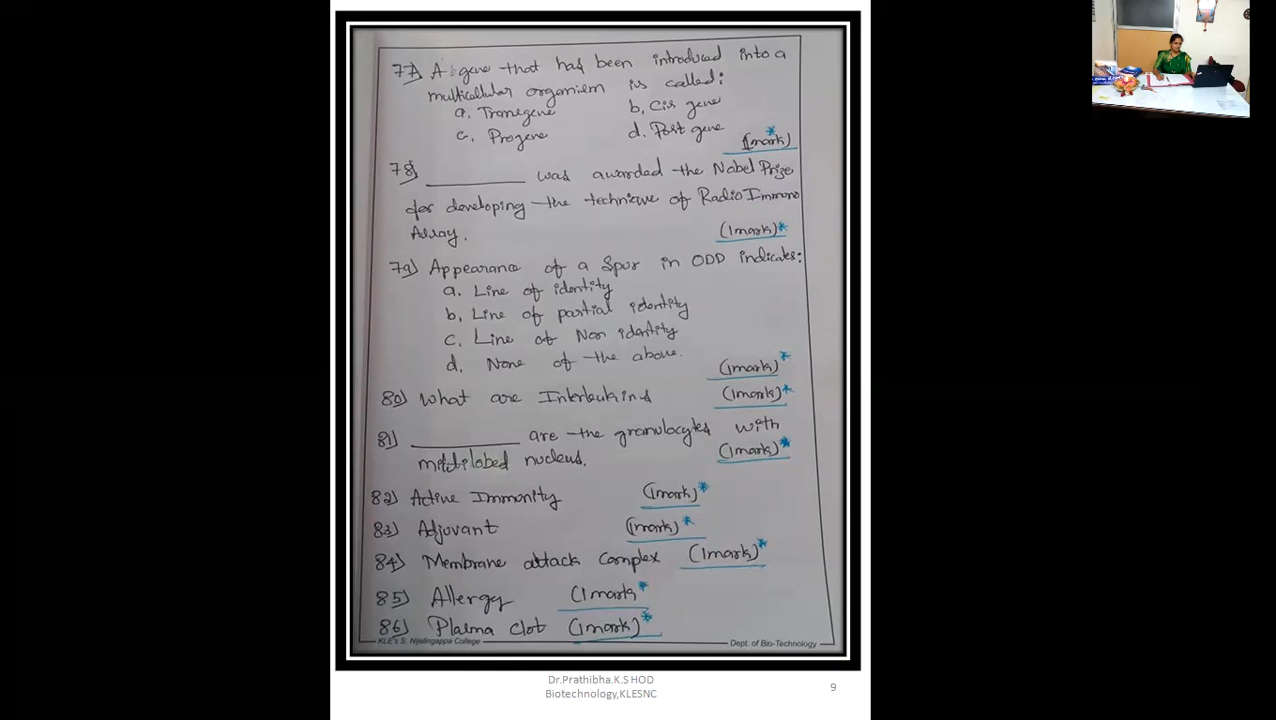 77) A gene that has been introduced into a
multicellular organism is called:
a. Transgene b. Cis gene
c. Progene d. Post gene
(1mark)*
78) ________ was awarded the Nobel Prize
for developing the technique of Radio Immuno
Assay. (1mark)*
79) Appearance of a Spur in ODD indicates:
a. Line of identity
b. Line of partial identity
c. Line of Non identity
d. None of the above.
(1mark)*
80) What are Interleukins (1mark)*
81) ________ are the granulocytes with
multilobed nucleus. (1mark)*
82) Active Immunity (1mark)*
83) Adjuvant (1mark)*
84) Membrane attack complex (1mark)*
85) Allergy (1mark*
86) Plasma clot (1mark)*
KLE's S. Nijalingappa College Dept. of Bio-Technology
Dr.Prathibha.K.S HOD
Biotechnology,KLESNC
9